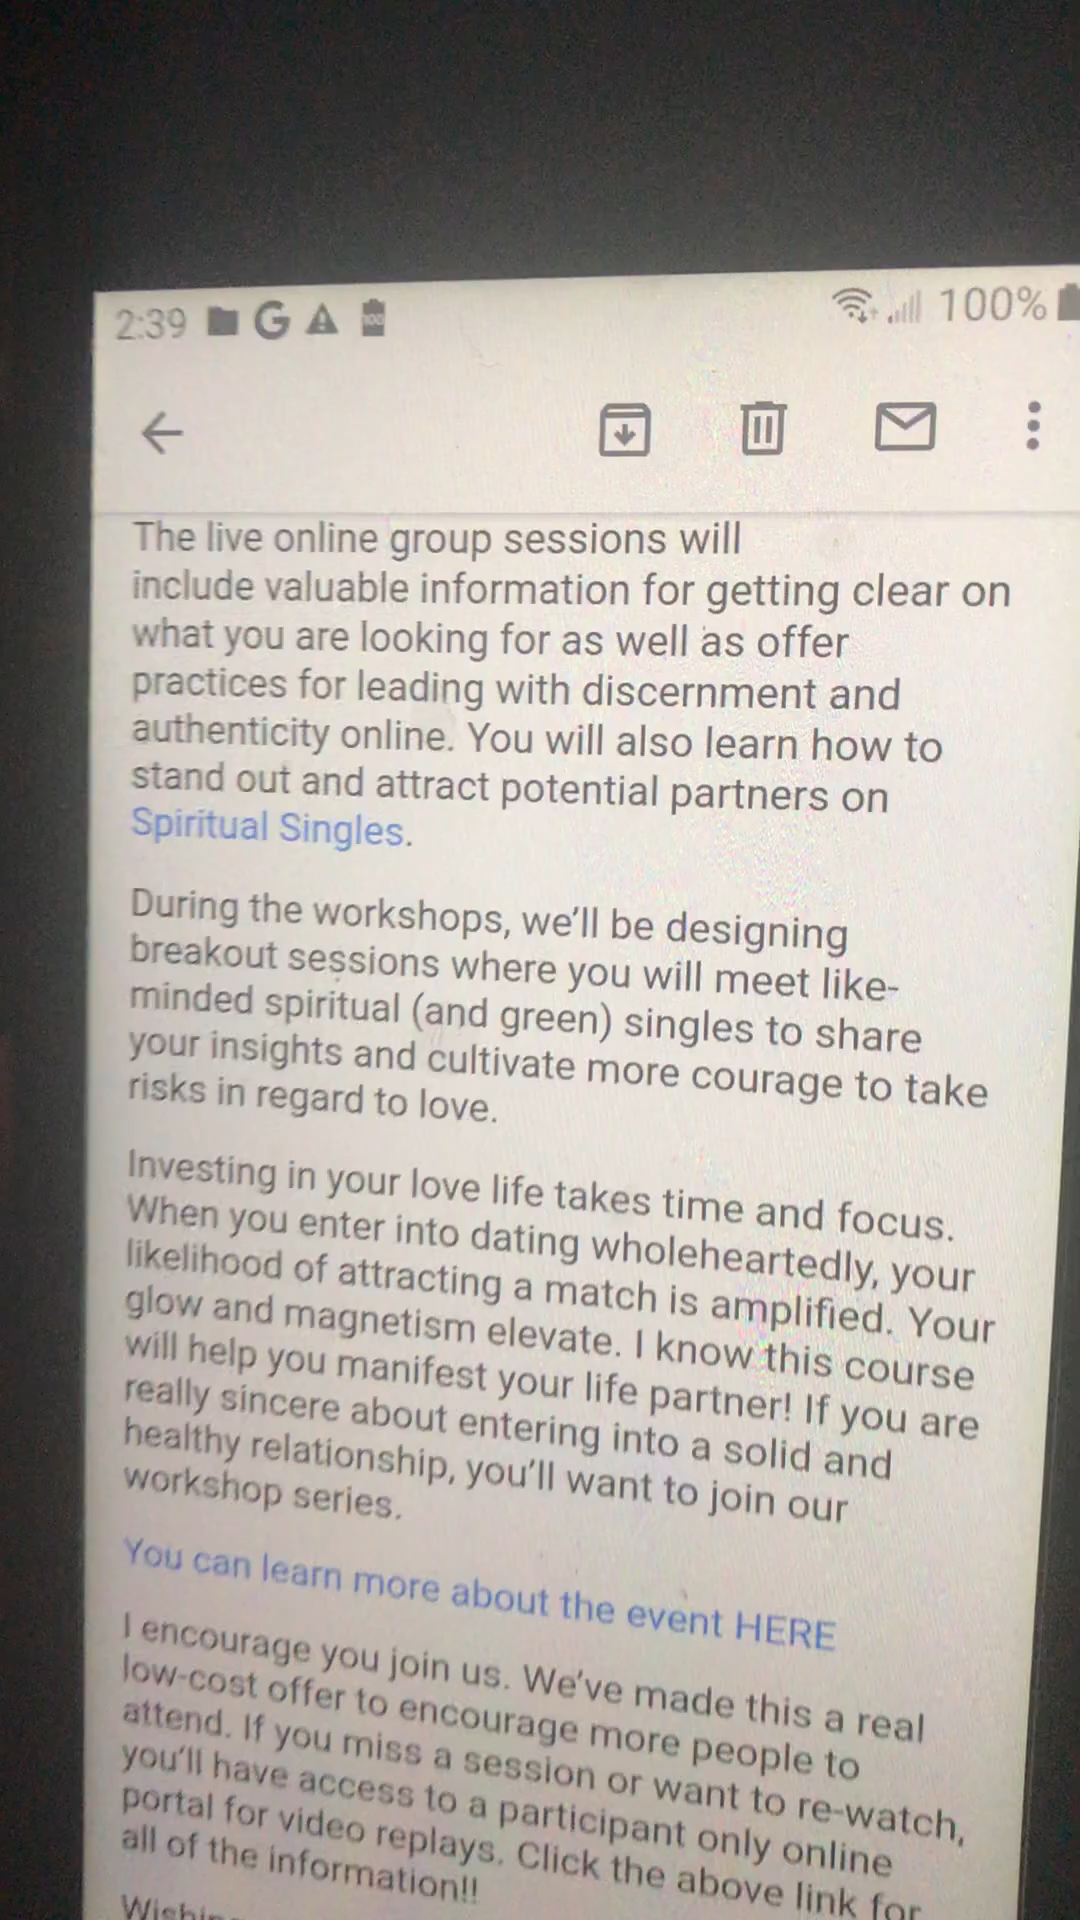 2:39 G 100%
The live online group sessions will
include valuable information for getting clear on
what you are looking for as well as offer
practices for leading with discernment and
authenticity online. You will also learn how to
stand out and attract potential partners on
Spiritual Singles.
During the workshops, we'll be designing
breakout sessions where you will meet like-
minded spiritual (and green) singles to share
your insights and cultivate more courage to take
risks in regard to love.
Investing in your love life takes time and focus.
When you enter into dating wholeheartedly, your
likelihood of attracting a match is amplified. Your
glow and magnetism elevate. I know this course
will help you manifest your life partner! If you are
really sincere about entering into a solid and
healthy relationship, you'll want to join our
workshop series.
You can learn more about the event HERE
I encourage you join us. We've made this a real
low-cost offer to encourage more people to
attend. If you miss a session or want to re-watch,
you'll have access to a participant only online
portal for video replays. Click the above link for
all of the information!!